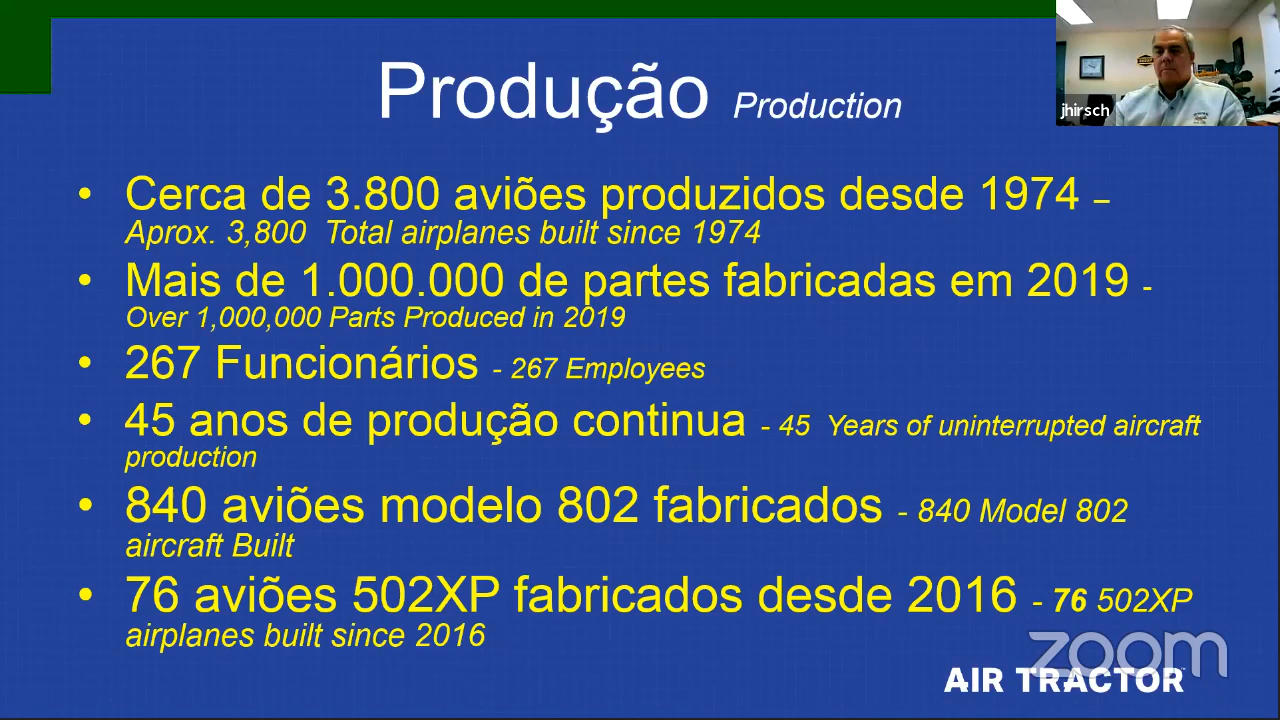 Produção Production
jhirsch
• Cerca de 3.800 aviões produzidos desde 1974 –
Aprox. 3,800 Total airplanes built since 1974
• Mais de 1.000.000 de partes fabricadas em 2019 -
Over 1,000,000 Parts Produced in 2019
• 267 Funcionários - 267 Employees
• 45 anos de produção continua - 45 Years of uninterrupted aircraft
production
• 840 aviões modelo 802 fabricados - 840 Model 802
aircraft Built
• 76 aviões 502XP fabricados desde 2016 - 76 502XP
airplanes built since 2016
zoom
AIR TRACTOR